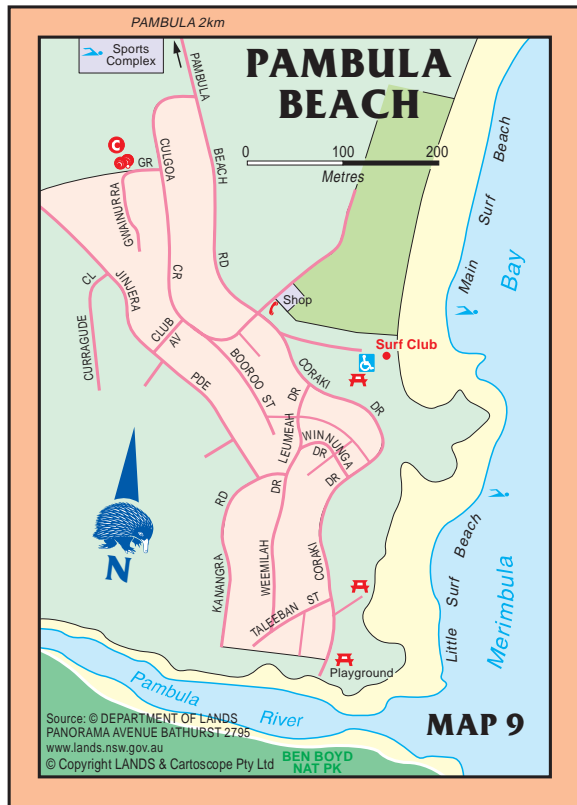 PAMBULA 2km
Sports
Complex
PAMBULA
BEACH
0 100 200
Metres
PAMBULA
BEACH
RD
C
GR
CULGOA
CR
GWAINURRA
Main Surf Beach
Bay
CL
JINJERA
CURRAGUDE
CLUB
AV
PDE
BOOROO ST
Shop
Surf Club
OORAKI
DR
LEUMEAH
DR
WINNUNGA
DR
DR
DR
RD
KANANGRA
WEEMILAH
CORAKI
TALEEBAN ST
N
Little Surf Beach
Merimbula
Playground
Pambula River
MAP 9
Source: © DEPARTMENT OF LANDS
PANORAMA AVENUE BATHURST 2795
www.lands.nsw.gov.au
© Copyright LANDS & Cartoscope Pty Ltd
BEN BOYD
NAT PK